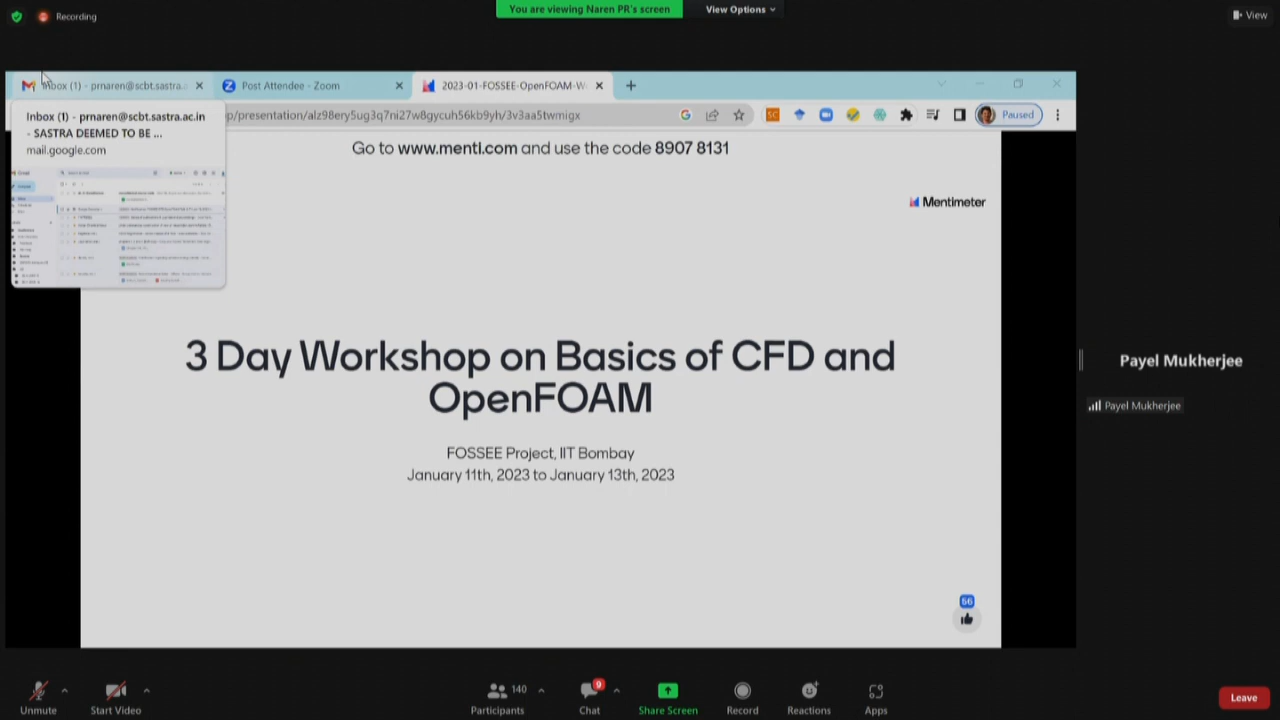 You are viewing Naren PR's screen
View Options
Recording
View
Inbox (1) - prnaren@scbt.sastra.
Post Attendee - Zoom
2023-01-FOSSEE-OpenFOAM-W
Inbox (1) - prnaren@scbt.sastra.ac.in
- SASTRA DEEMED TO BE ...
mail.google.com
p/presentation/alz98ery5ug3q7ni27w8gycuh56kb9yh/3v3aa5twmigx
Paused
Go to www.menti.com and use the code 8907 8131
Mentimeter
3 Day Workshop on Basics of CFD and
OpenFOAM
FOSSEE Project, IIT Bombay
January 11th, 2023 to January 13th, 2023
56
Payel Mukherjee
Payel Mukherjee
Unmute
Start Video
Participants
140
Chat
9
Share Screen
Record
Reactions
Apps
Leave